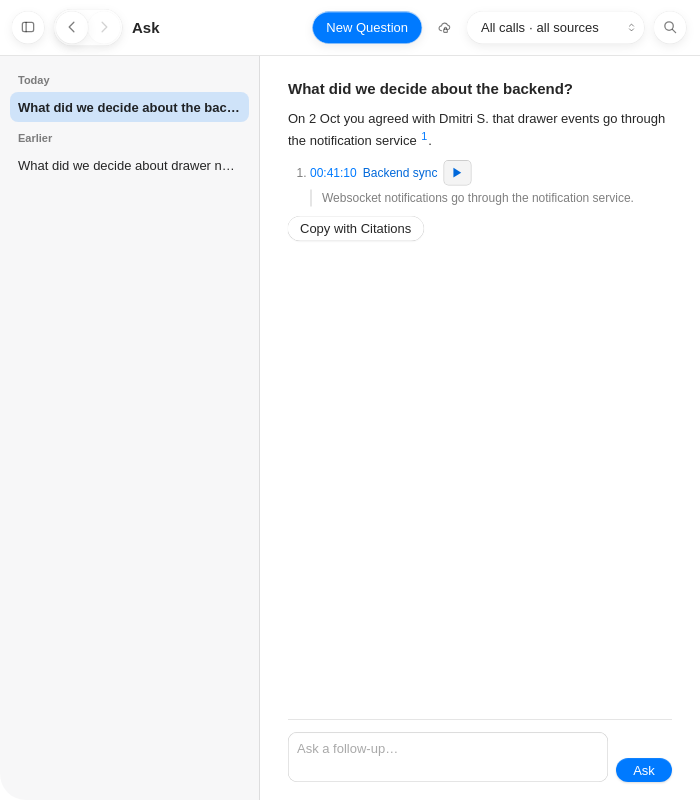 Ask
New Question
All calls · all sources
Today
What did we decide about the bac…
Earlier
What did we decide about drawer n…
What did we decide about the backend?
On 2 Oct you agreed with Dmitri S. that drawer events go through
the notification service 1.
1. 00:41:10 Backend sync
Websocket notifications go through the notification service.
Copy with Citations
Ask a follow-up…
Ask